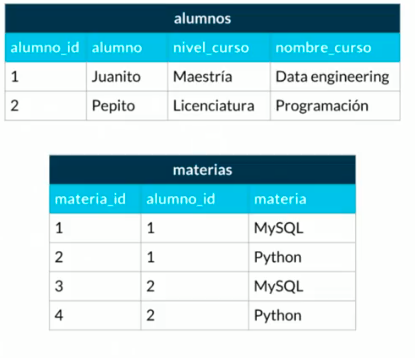 alumnos
alumno_id alumno nivel_curso nombre_curso
1 Juanito Maestría Data engineering
2 Pepito Licenciatura Programación
materias
materia_id alumno_id materia
1 1 MySQL
2 1 Python
3 2 MySQL
4 2 Python